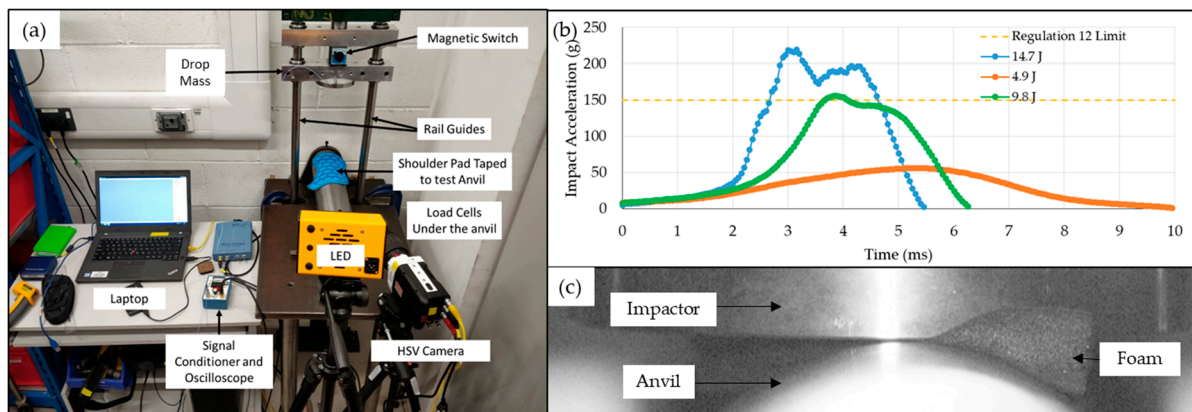 (a)
Magnetic Switch
Drop
Mass
Rail Guides
Shoulder Pad Taped
to test Anvil
Load Cells
Under the anvil
LED
Laptop
HSV Camera
Signal
Conditioner and
Oscilloscope
(b)
Impact Acceleration (g)
250
200
150
100
50
0
Regulation 12 Limit
14.7 J
4.9 J
9.8 J
0 1 2 3 4 5 6 7 8 9 10
Time (ms)
(c)
Impactor
Anvil
Foam